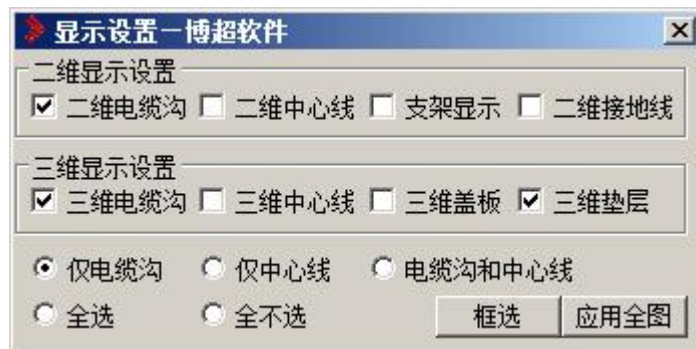 显示设置－博超软件
二维显示设置
二维电缆沟 二维中心线 支架显示 二维接地线
三维显示设置
三维电缆沟 三维中心线 三维盖板 三维垫层
仅电缆沟 仅中心线 电缆沟和中心线
全选 全不选 框选 应用全图